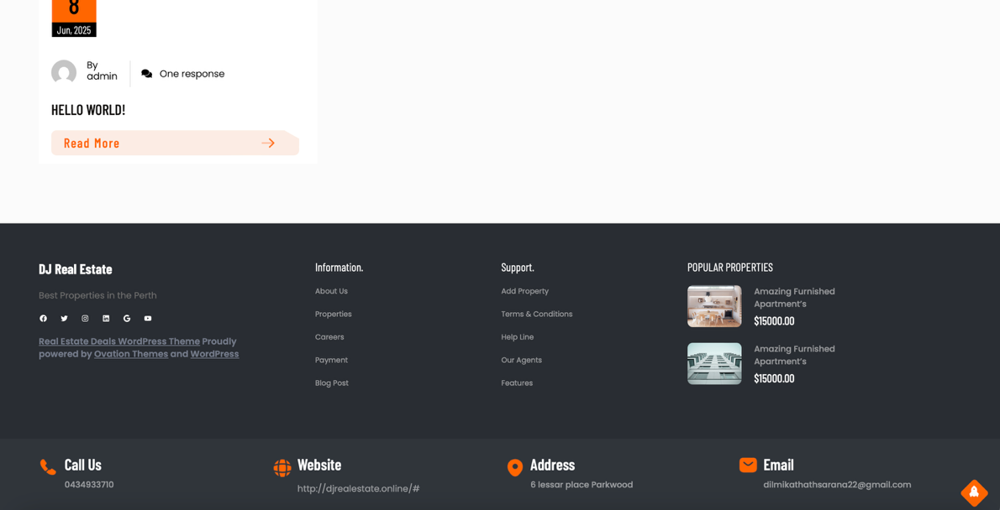 8
Jun, 2025
By
admin
One response
HELLO WORLD!
Read More
DJ Real Estate
Best Properties in the Perth
Real Estate Deals WordPress Theme Proudly
powered by Ovation Themes and WordPress
Information.
About Us
Properties
Careers
Payment
Blog Post
Support.
Add Property
Terms & Conditions
Help Line
Our Agents
Features
POPULAR PROPERTIES
Amazing Furnished
Apartment's
$15000.00
Amazing Furnished
Apartment's
$15000.00
Call Us
0434933710
Website
http://djrealestate.online/#
Address
6 lessar place Parkwood
Email
dilmikathathsarana22@gmail.com